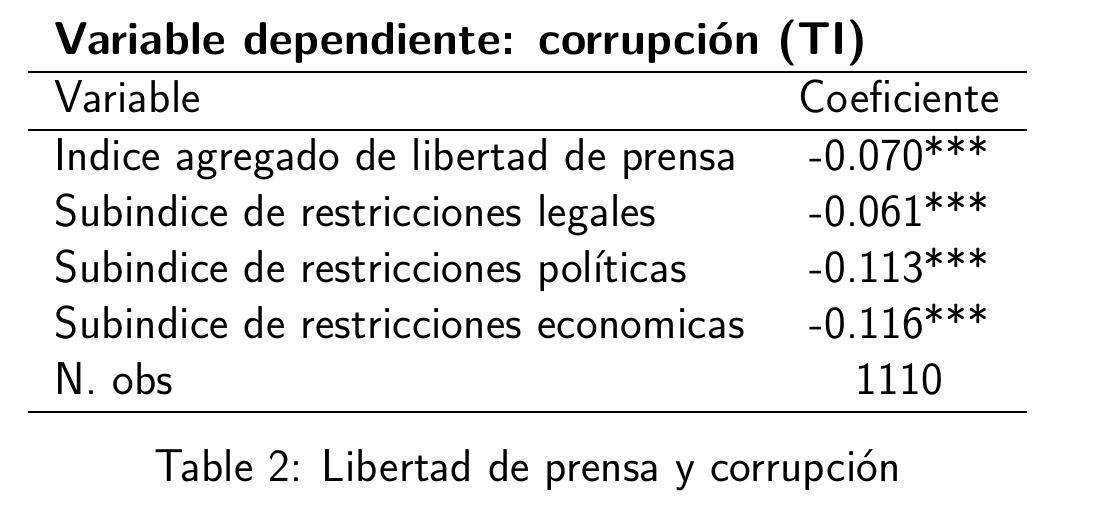 Variable dependiente: corrupción (TI)
Variable Coeficiente
Indice agregado de libertad de prensa -0.070***
Subindice de restricciones legales -0.061***
Subindice de restricciones políticas -0.113***
Subindice de restricciones economicas -0.116***
N. obs 1110
Table 2: Libertad de prensa y corrupción